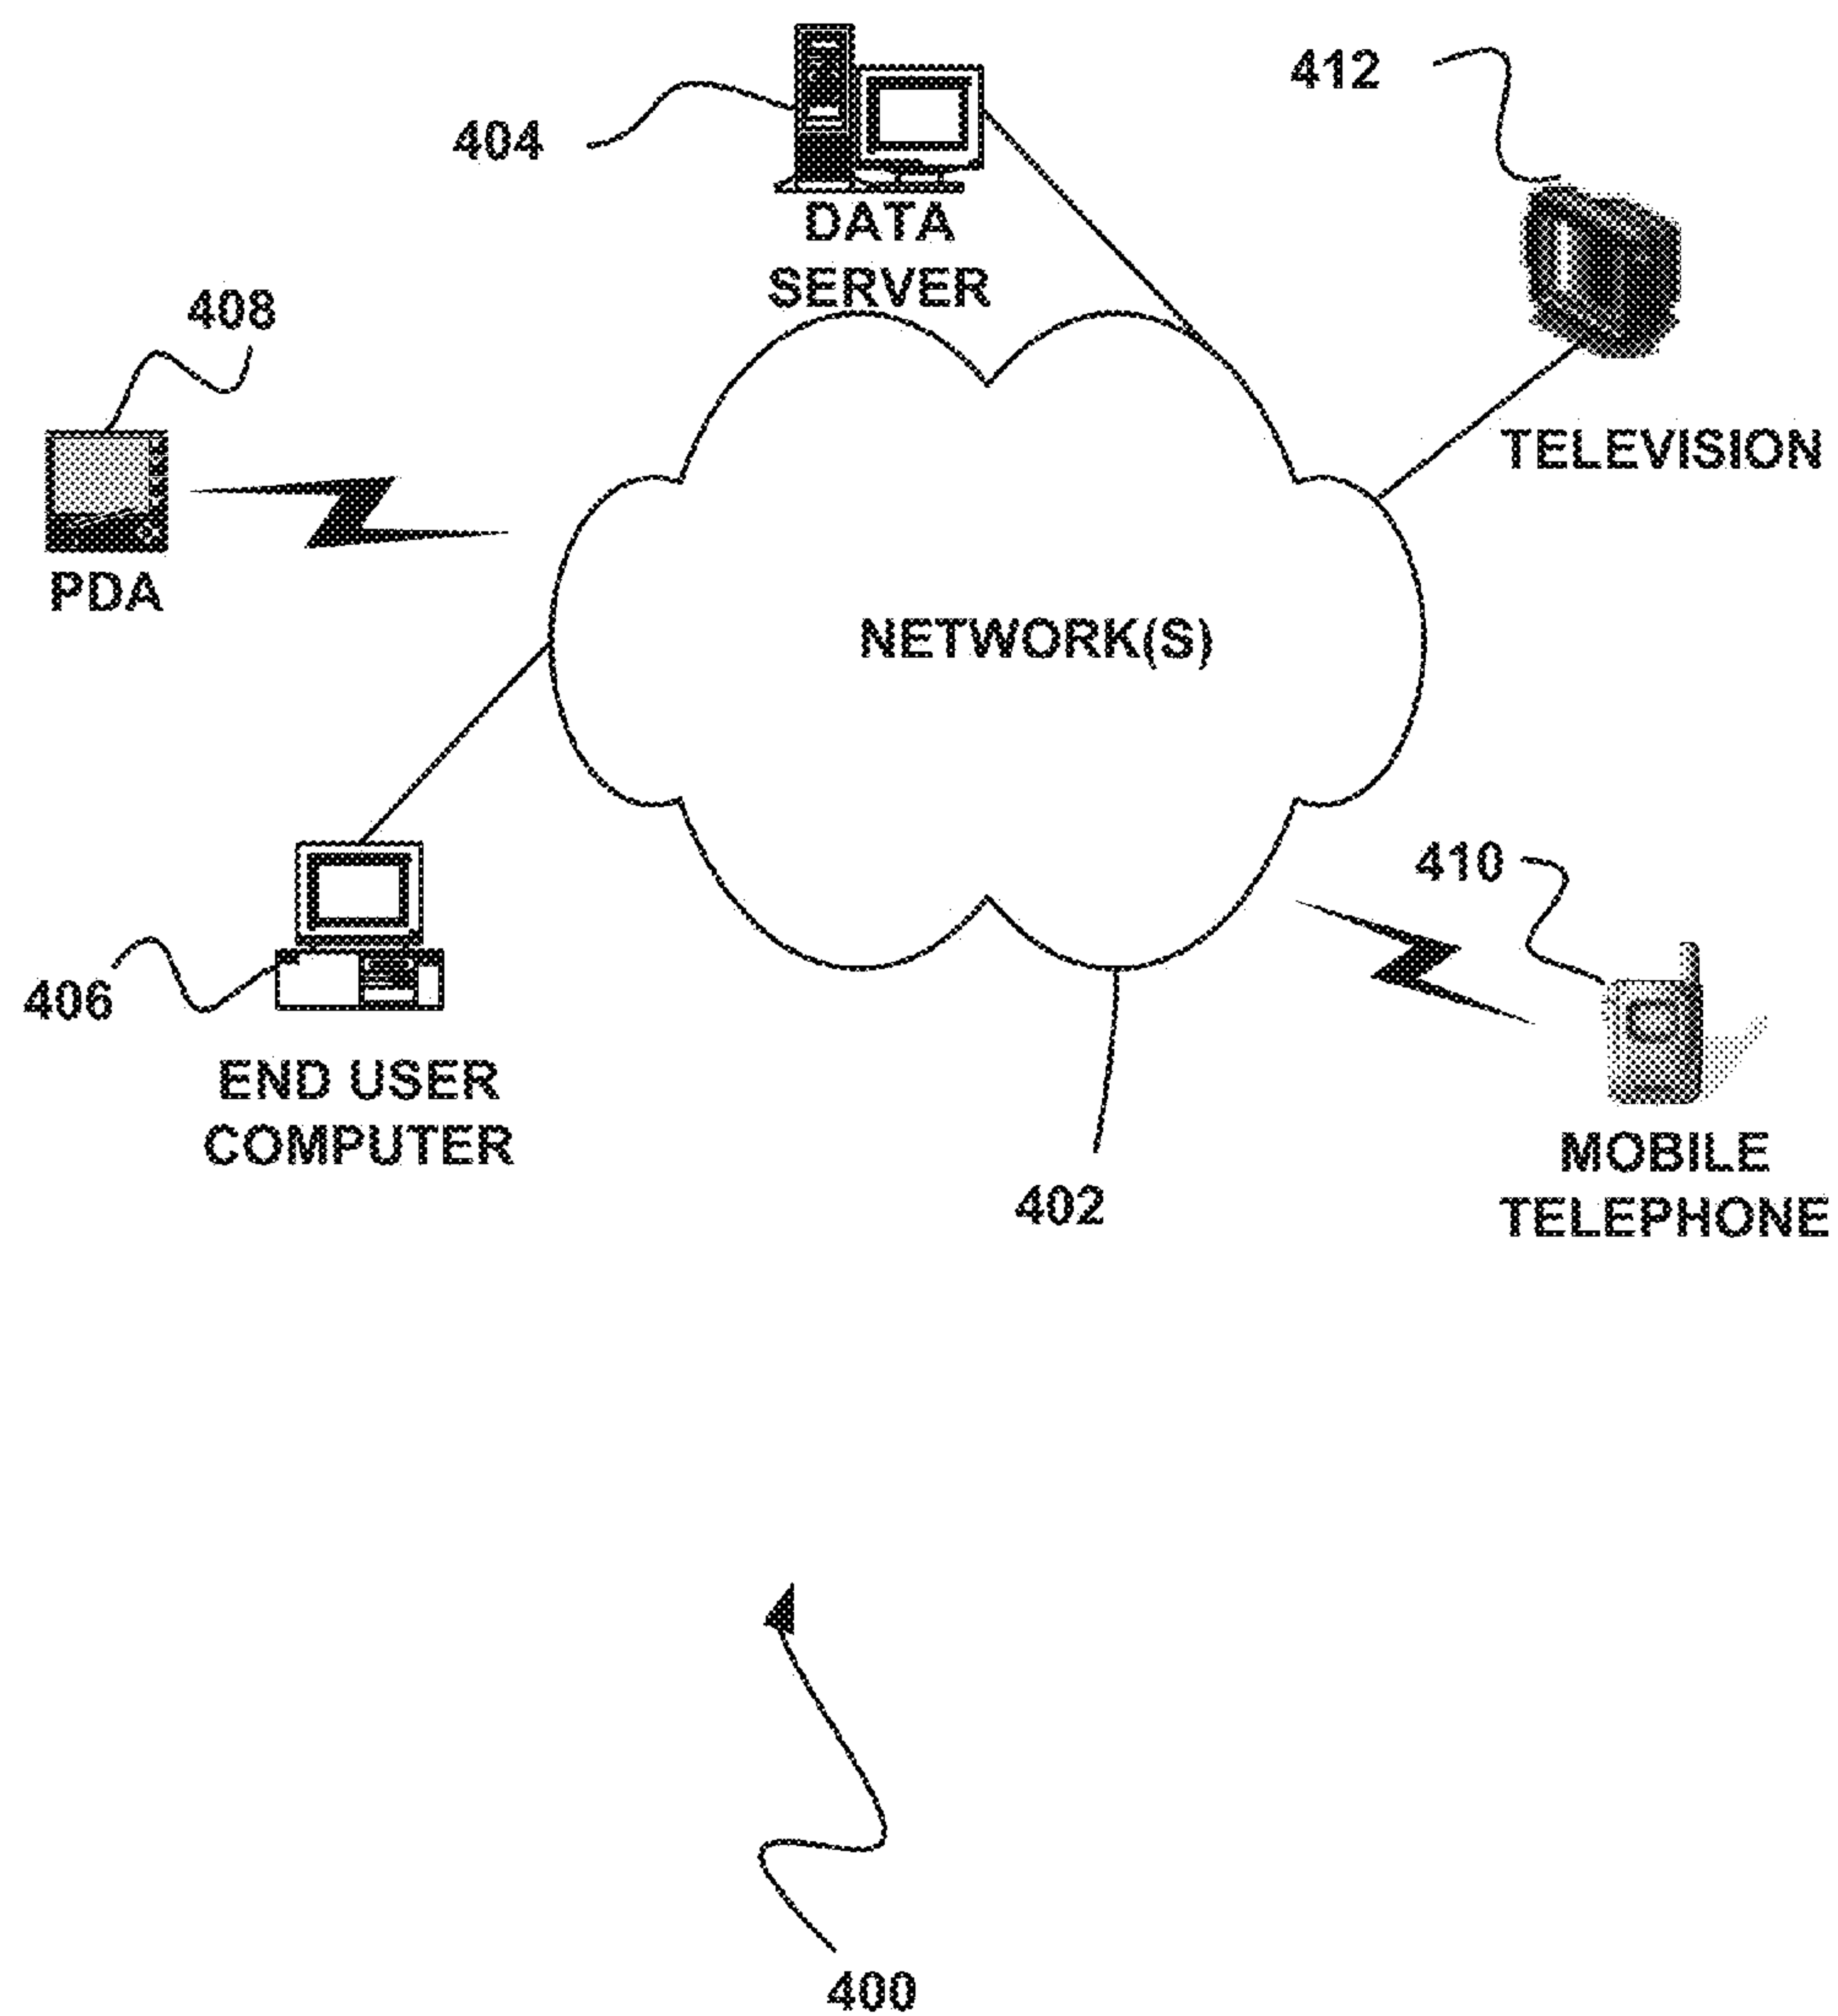 412
404
DATA
SERVER
408
TELEVISION
PDA
NETWORK(S)
410
406
END USER
COMPUTER
MOBILE
TELEPHONE
402
400